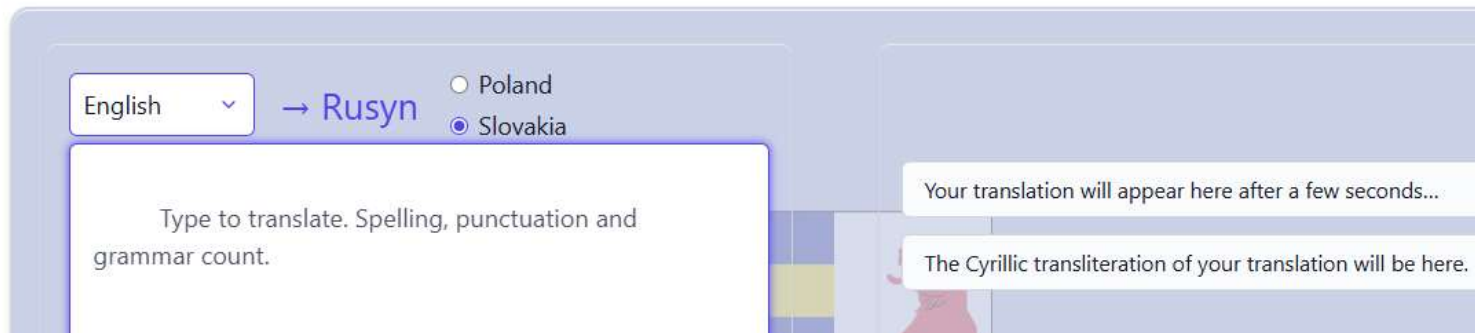 English
→ Rusyn
Poland
Slovakia
Type to translate. Spelling, punctuation and
grammar count.
Your translation will appear here after a few seconds...
The Cyrillic transliteration of your translation will be here.